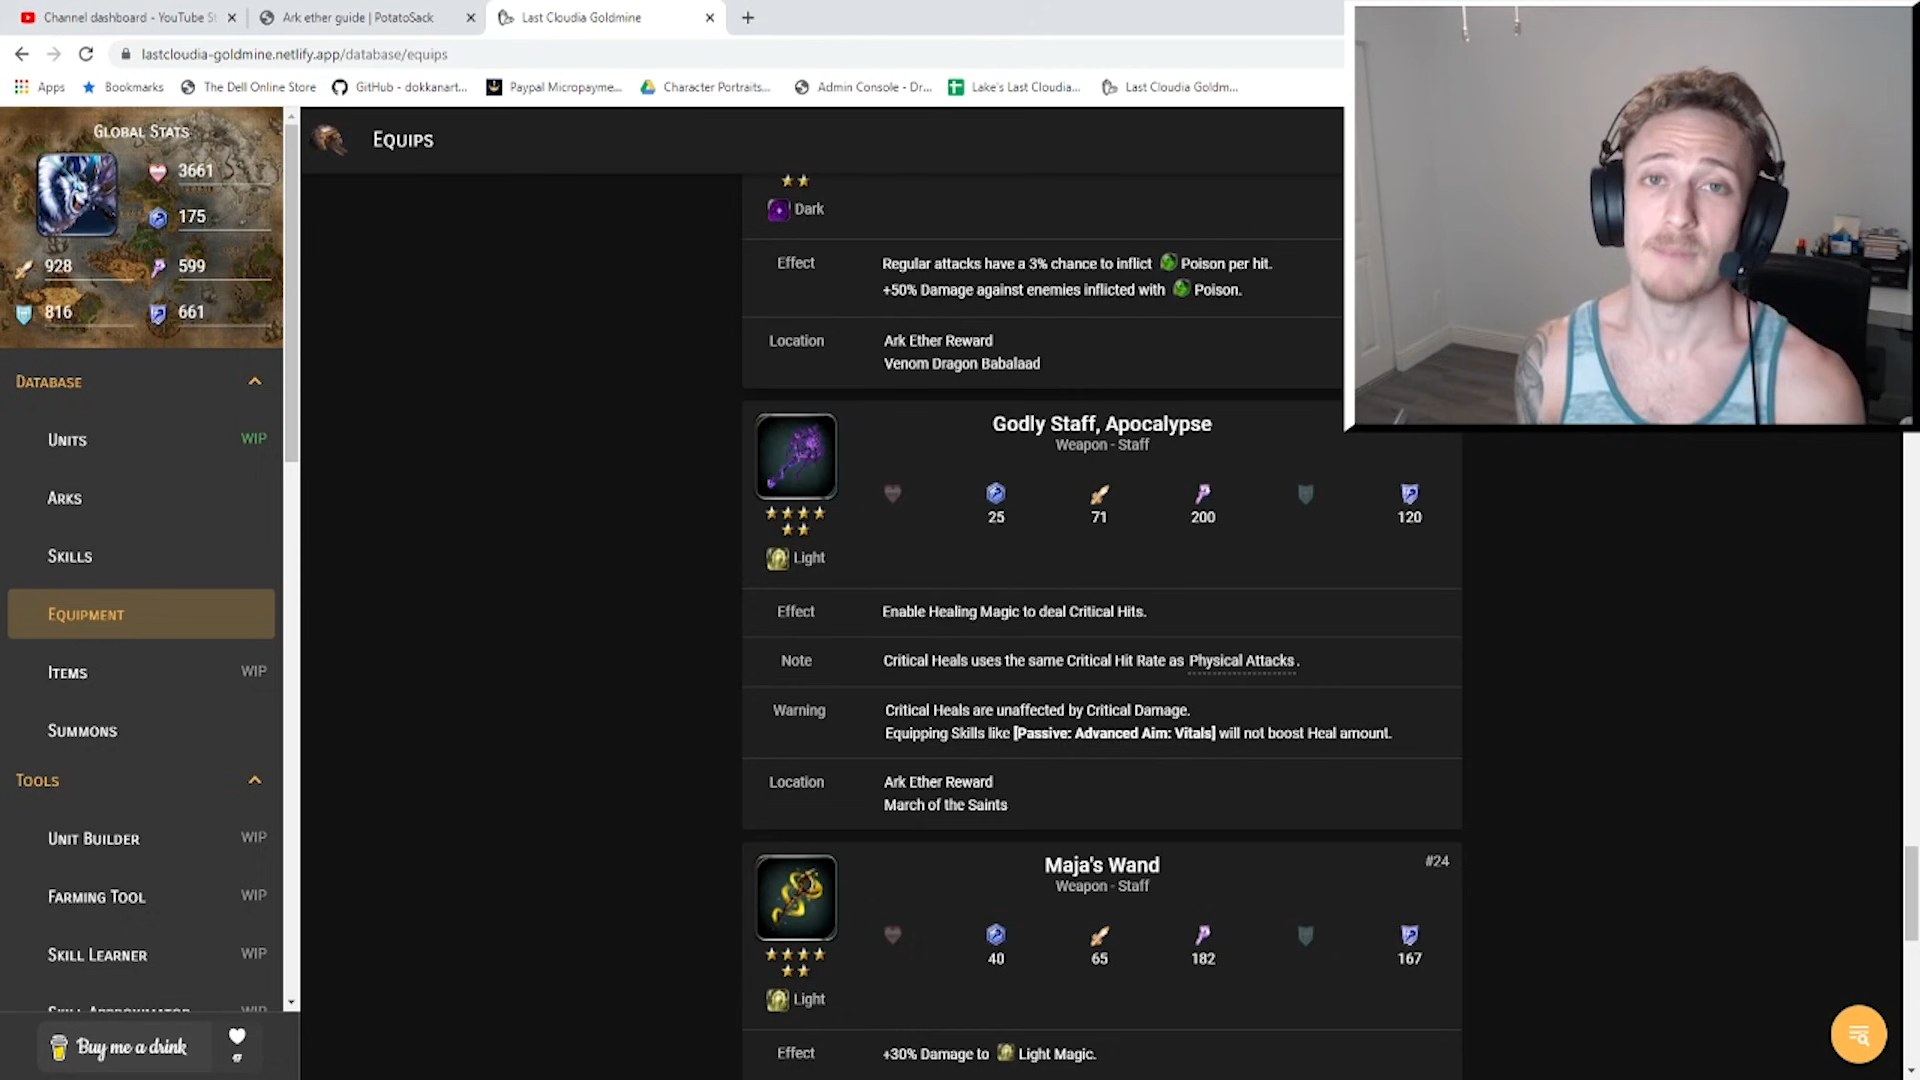 Channel dashboard - YouTube St
Ark ether guide | PotatoSack
Last Cloudia Goldmine
lastcloudia-goldmine.netlify.app/database/equips
Apps
Bookmarks
The Dell Online Store
GitHub - dokkanart...
Paypal Micropayme...
Character Portraits...
Admin Console - Dr...
Lake's Last Cloudia...
Last Cloudia Goldm...
Global Stats
3661
175
928
599
816
661
Database
Units WIP
Arks
Skills
Equipment
Items WIP
Summons
Tools
Unit Builder WIP
Farming Tool WIP
Skill Learner WIP
Skill Approximator WIP
Buy me a drink
Equips
Dark
Effect
Regular attacks have a 3% chance to inflict Poison per hit.
+50% Damage against enemies inflicted with Poison.
Location
Ark Ether Reward
Venom Dragon Babalaad
Godly Staff, Apocalypse
Weapon - Staff
25 71 200 120
Light
Effect
Enable Healing Magic to deal Critical Hits.
Note
Critical Heals uses the same Critical Hit Rate as Physical Attacks.
Warning
Critical Heals are unaffected by Critical Damage.
Equipping Skills like [Passive: Advanced Aim: Vitals] will not boost Heal amount.
Location
Ark Ether Reward
March of the Saints
Maja's Wand
#24
Weapon - Staff
40 65 182 167
Light
Effect
+30% Damage to Light Magic.